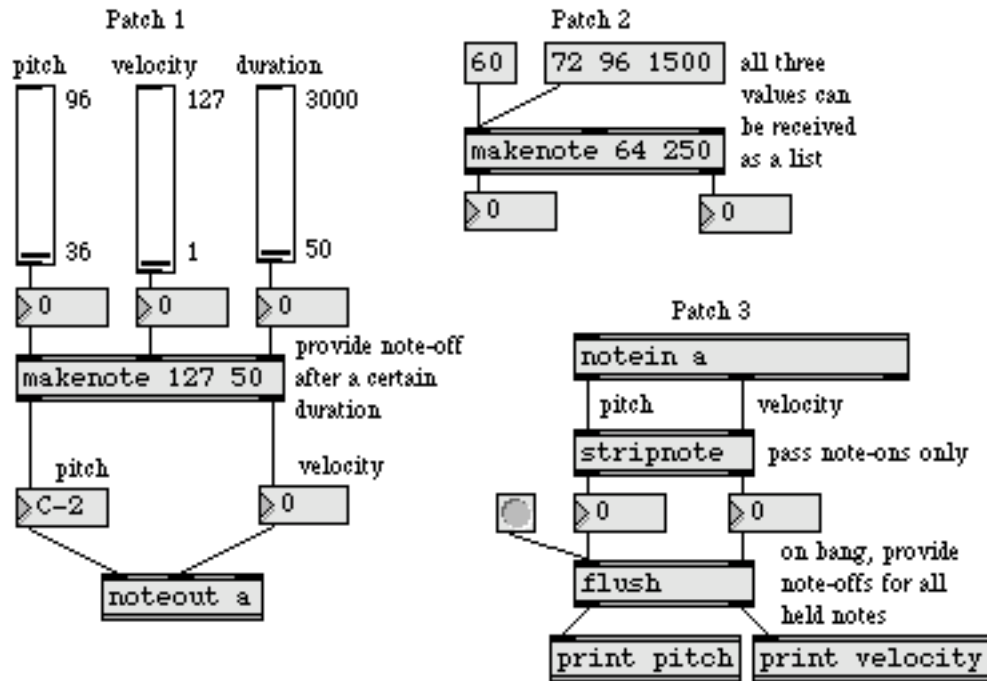 Patch 1
pitch
velocity
duration
96
127
3000
36
1
50
0
0
0
makenote 127 50
provide note-off
after a certain
duration
pitch
velocity
C-2
0
noteout a
Patch 2
60
72 96 1500
all three
values can
be received
as a list
makenote 64 250
0
0
Patch 3
notein a
pitch
velocity
stripnote
pass note-ons only
0
0
flush
on bang, provide
note-offs for all
held notes
print pitch
print velocity